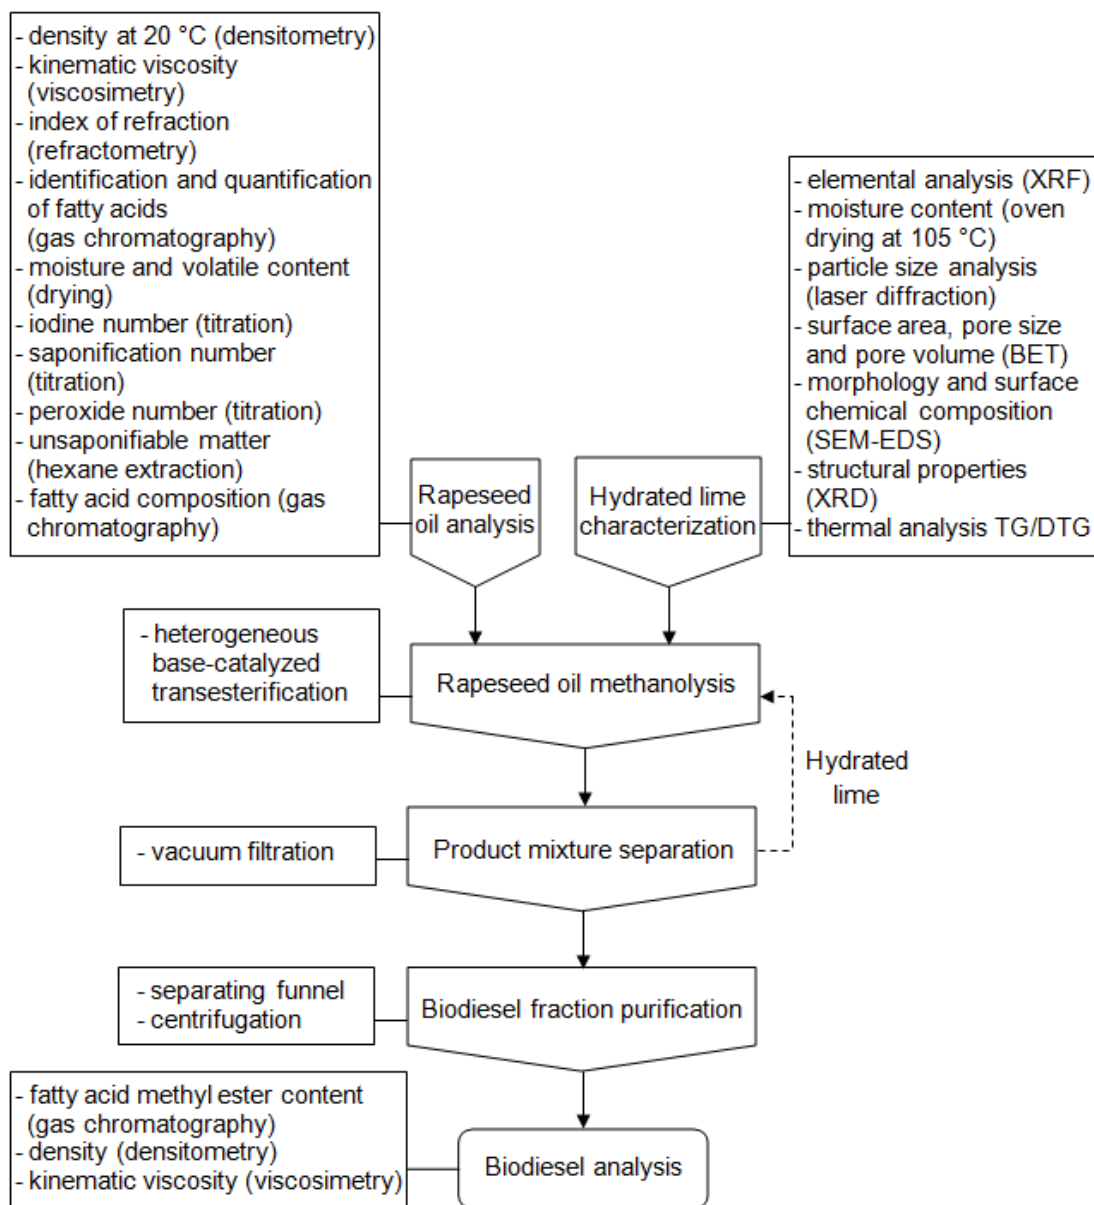 - density at 20 °C (densitometry)
- kinematic viscosity
(viscosimetry)
- index of refraction
(refractometry)
- identification and quantification
of fatty acids
(gas chromatography)
- moisture and volatile content
(drying)
- iodine number (titration)
- saponification number
(titration)
- peroxide number (titration)
- unsaponifiable matter
(hexane extraction)
- fatty acid composition (gas
chromatography)
- elemental analysis (XRF)
- moisture content (oven
drying at 105 °C)
- particle size analysis
(laser diffraction)
- surface area, pore size
and pore volume (BET)
- morphology and surface
chemical composition
(SEM-EDS)
- structural properties
(XRD)
- thermal analysis TG/DTG
Rapeseed
oil analysis
Hydrated lime
characterization
- heterogeneous
base-catalyzed
transesterification
Rapeseed oil methanolysis
Hydrated
lime
- vacuum filtration
Product mixture separation
- separating funnel
- centrifugation
Biodiesel fraction purification
- fatty acid methyl ester content
(gas chromatography)
- density (densitometry)
- kinematic viscosity (viscosimetry)
Biodiesel analysis